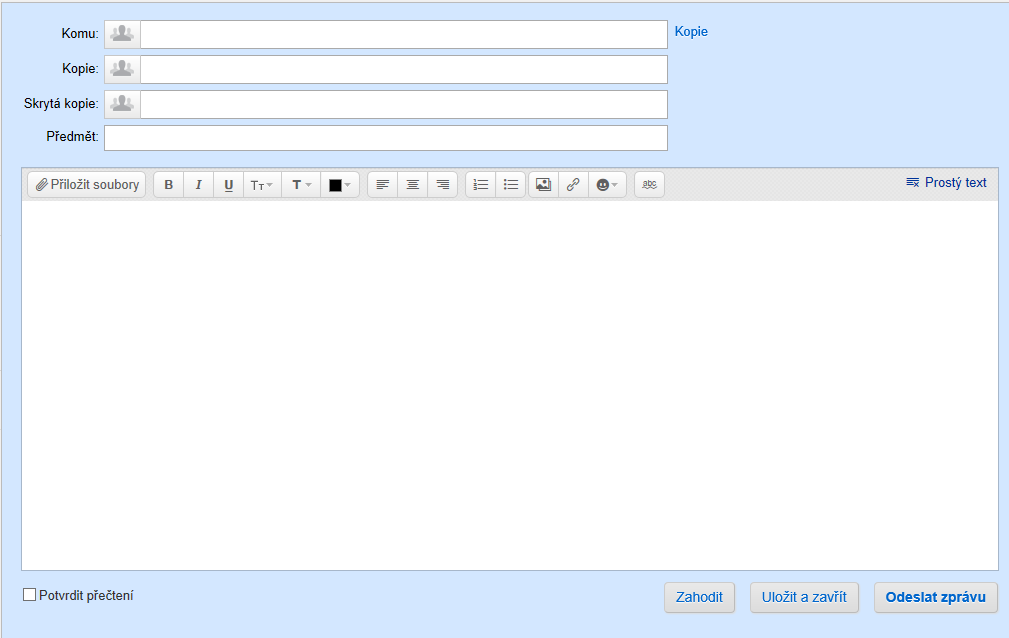 Komu: Kopie
Kopie:
Skrytá kopie:
Předmět:
Přiložit soubory B I U TT T abc Prostý text
Potvrdit přečtení Zahodit Uložit a zavřít Odeslat zprávu